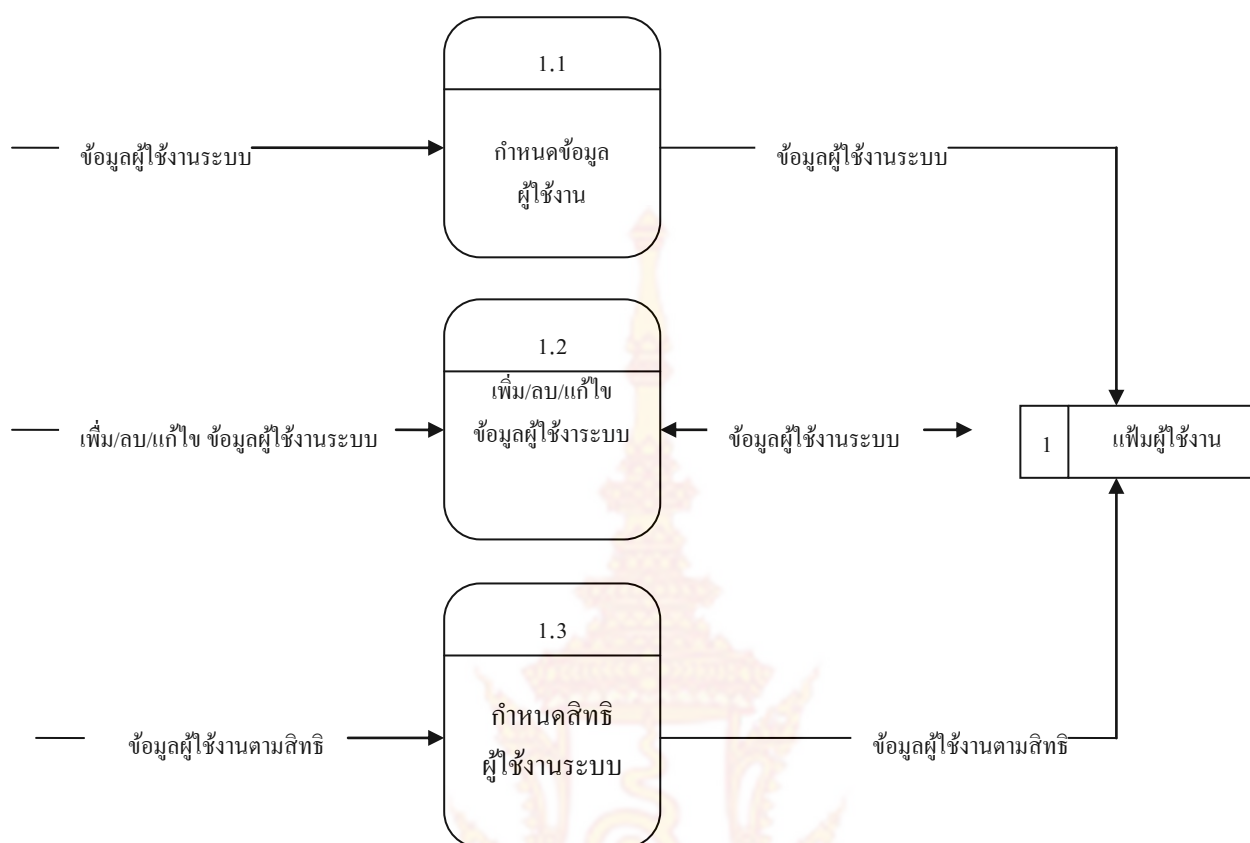 1.1
ข้อมูลผู้ใช้งานระบบ
กำหนดข้อมูล
ผู้ใช้งาน
ข้อมูลผู้ใช้งานระบบ
1.2
เพิ่ม/ลบ/แก้ไข ข้อมูลผู้ใช้งานระบบ
เพิ่ม/ลบ/แก้ไข
ข้อมูลผู้ใช้งาระบบ
ข้อมูลผู้ใช้งานระบบ
1
แฟ้มผู้ใช้งาน
1.3
ข้อมูลผู้ใช้งานตามสิทธิ
กำหนดสิทธิ
ผู้ใช้งานระบบ
ข้อมูลผู้ใช้งานตามสิทธิ